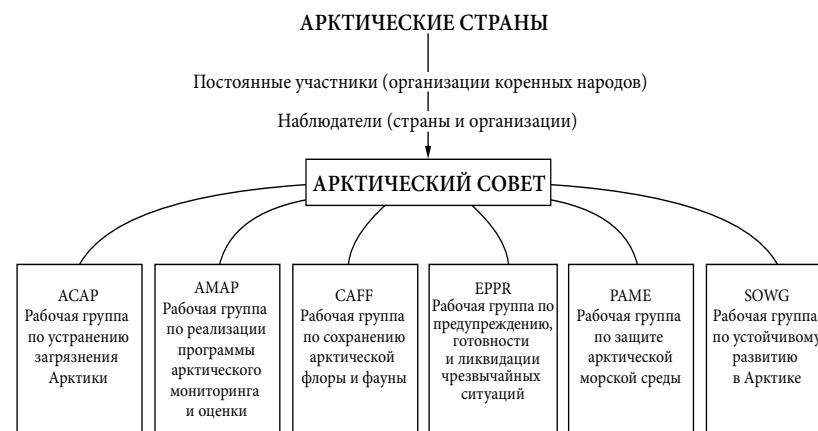 АРКТИЧЕСКИЕ СТРАНЫ
Постоянные участники (организации коренных народов)
Наблюдатели (страны и организации)
АРКТИЧЕСКИЙ СОВЕТ
ACAP
Рабочая группа
по устранению
загрязнения
Арктики
AMAP
Рабочая группа
по реализации
программы
арктического
мониторинга
и оценки
CAFF
Рабочая группа
по сохранению
арктической
флоры и фауны
EPPR
Рабочая группа по
предупреждению,
готовности
и ликвидации
чрезвычайных
ситуаций
PAME
Рабочая группа
по защите
арктической
морской среды
SOWG
Рабочая группа
по устойчивому
развитию
в Арктике